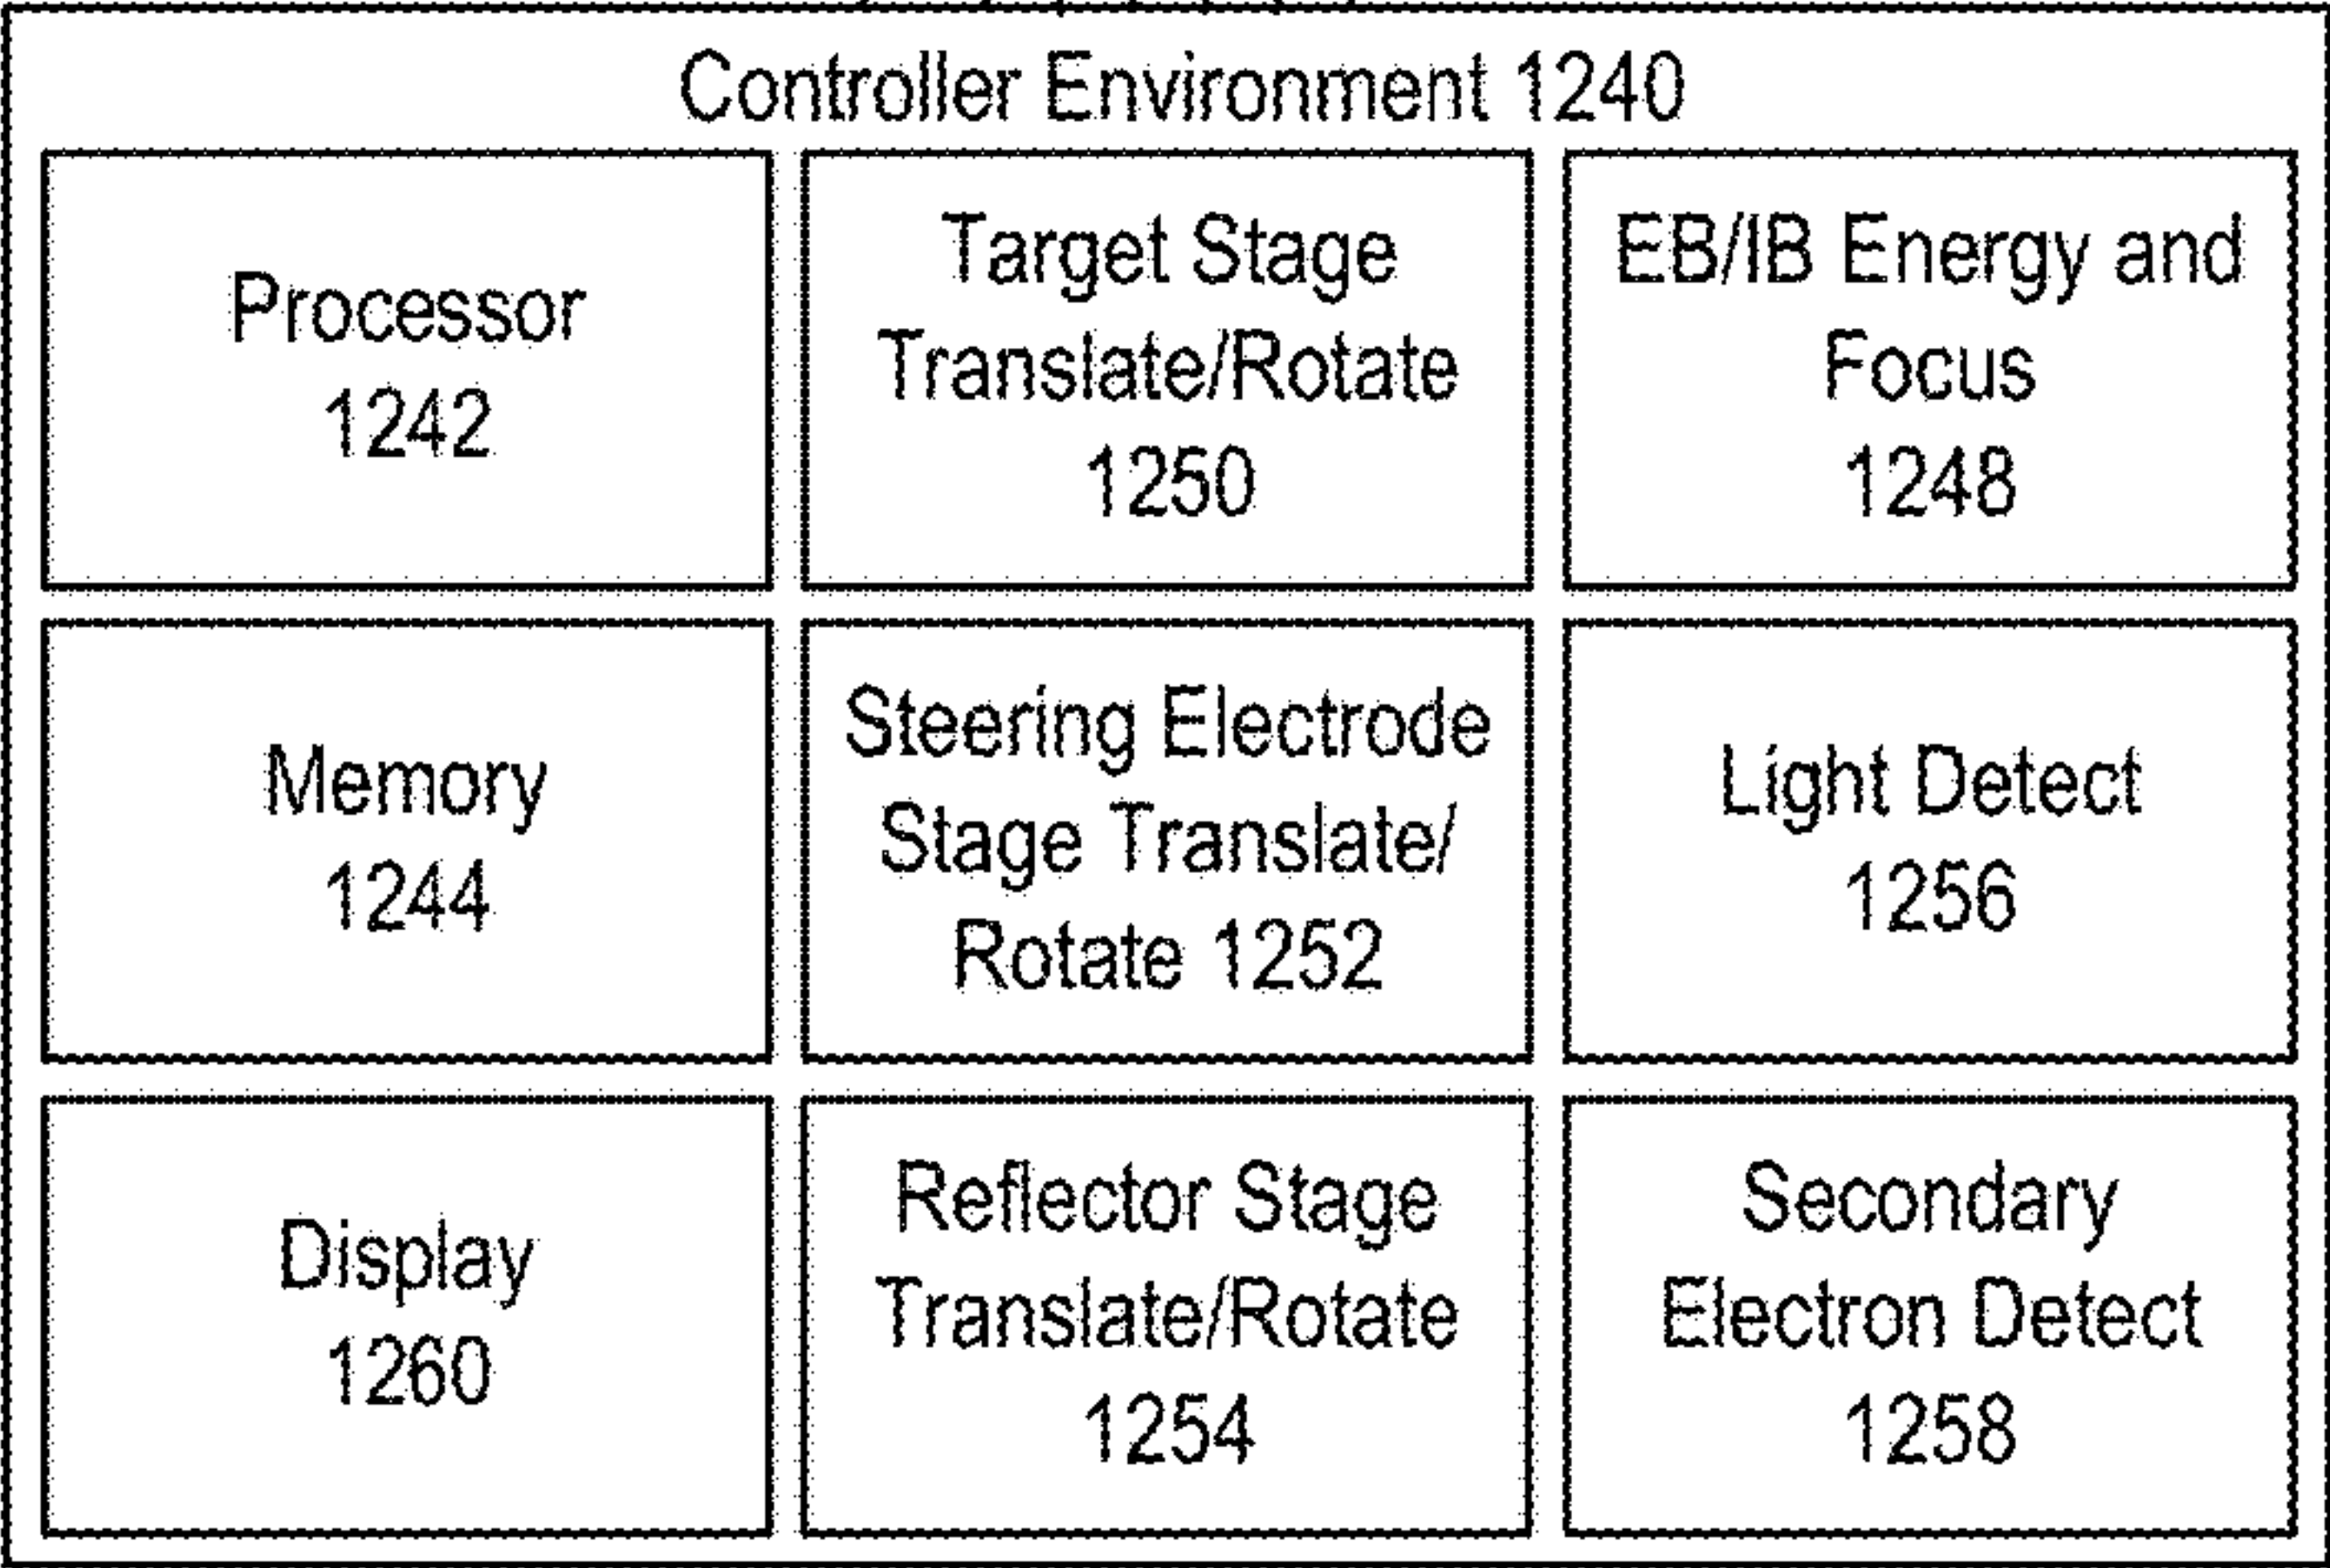 Controller Environment 1240
Processor
1242
Target Stage
Translate/Rotate
1250
EB/IB Energy and
Focus
1248
Memory
1244
Steering Electrode
Stage Translate/
Rotate 1252
Light Detect
1256
Display
1260
Reflector Stage
Translate/Rotate
1254
Secondary
Electron Detect
1258